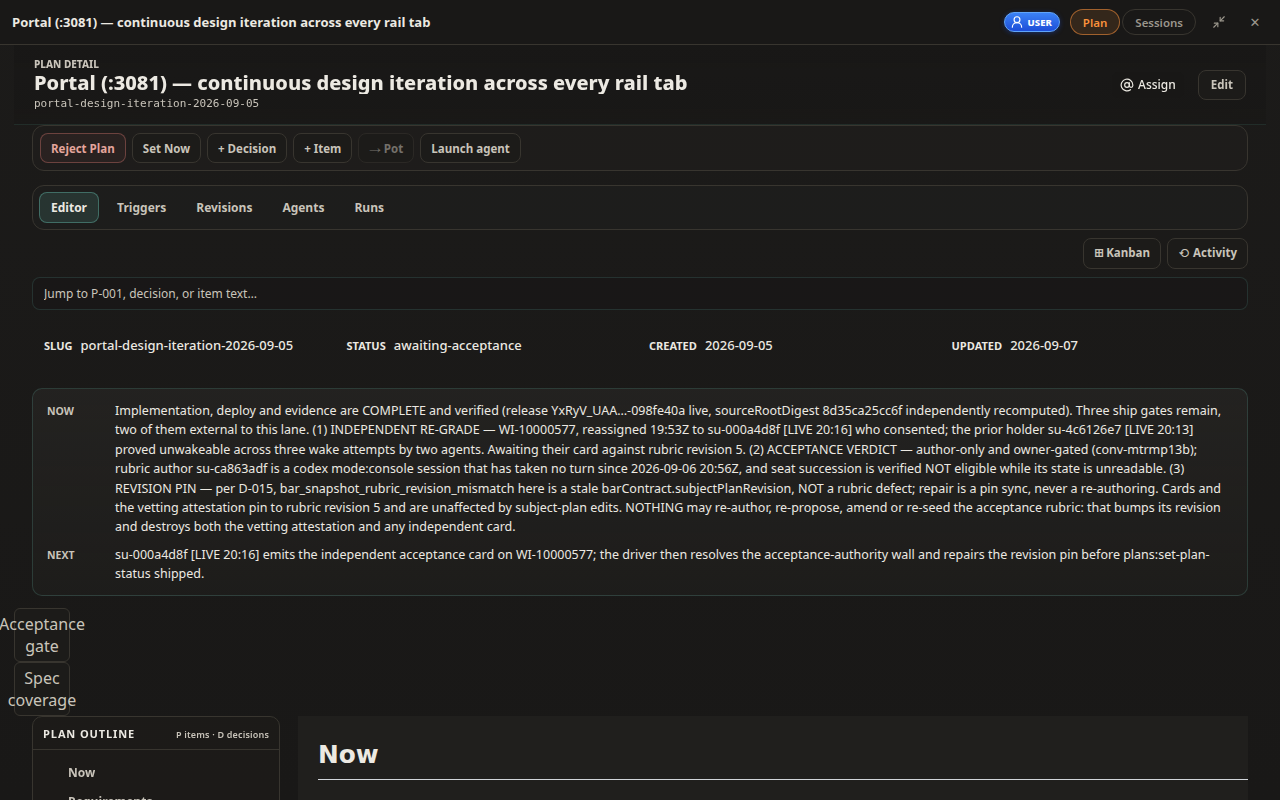 Portal (:3081) — continuous design iteration across every rail tab
USER
Plan
Sessions
PLAN DETAIL
Portal (:3081) — continuous design iteration across every rail tab
portal-design-iteration-2026-09-05
@ Assign
Edit
Reject Plan
Set Now
+ Decision
+ Item
→ Pot
Launch agent
Editor
Triggers
Revisions
Agents
Runs
⊞ Kanban
⟲ Activity
Jump to P-001, decision, or item text...
SLUG portal-design-iteration-2026-09-05
STATUS awaiting-acceptance
CREATED 2026-09-05
UPDATED 2026-09-07
NOW
Implementation, deploy and evidence are COMPLETE and verified (release YxRyV_UAA...-098fe40a live, sourceRootDigest 8d35ca25cc6f independently recomputed). Three ship gates remain,
two of them external to this lane. (1) INDEPENDENT RE-GRADE — WI-10000577, reassigned 19:53Z to su-000a4d8f [LIVE 20:16] who consented; the prior holder su-4c6126e7 [LIVE 20:13]
proved unwakeable across three wake attempts by two agents. Awaiting their card against rubric revision 5. (2) ACCEPTANCE VERDICT — author-only and owner-gated (conv-mtrmp13b);
rubric author su-ca863adf is a codex mode:console session that has taken no turn since 2026-09-06 20:56Z, and seat succession is verified NOT eligible while its state is unreadable. (3)
REVISION PIN — per D-015, bar_snapshot_rubric_revision_mismatch here is a stale barContract.subjectPlanRevision, NOT a rubric defect; repair is a pin sync, never a re-authoring. Cards and
the vetting attestation pin to rubric revision 5 and are unaffected by subject-plan edits. NOTHING may re-author, re-propose, amend or re-seed the acceptance rubric: that bumps its revision
and destroys both the vetting attestation and any independent card.
NEXT
su-000a4d8f [LIVE 20:16] emits the independent acceptance card on WI-10000577; the driver then resolves the acceptance-authority wall and repairs the revision pin before plans:set-plan-
status shipped.
Acceptance
gate
Spec
coverage
PLAN OUTLINE
P items · D decisions
Now
Requirements
Now